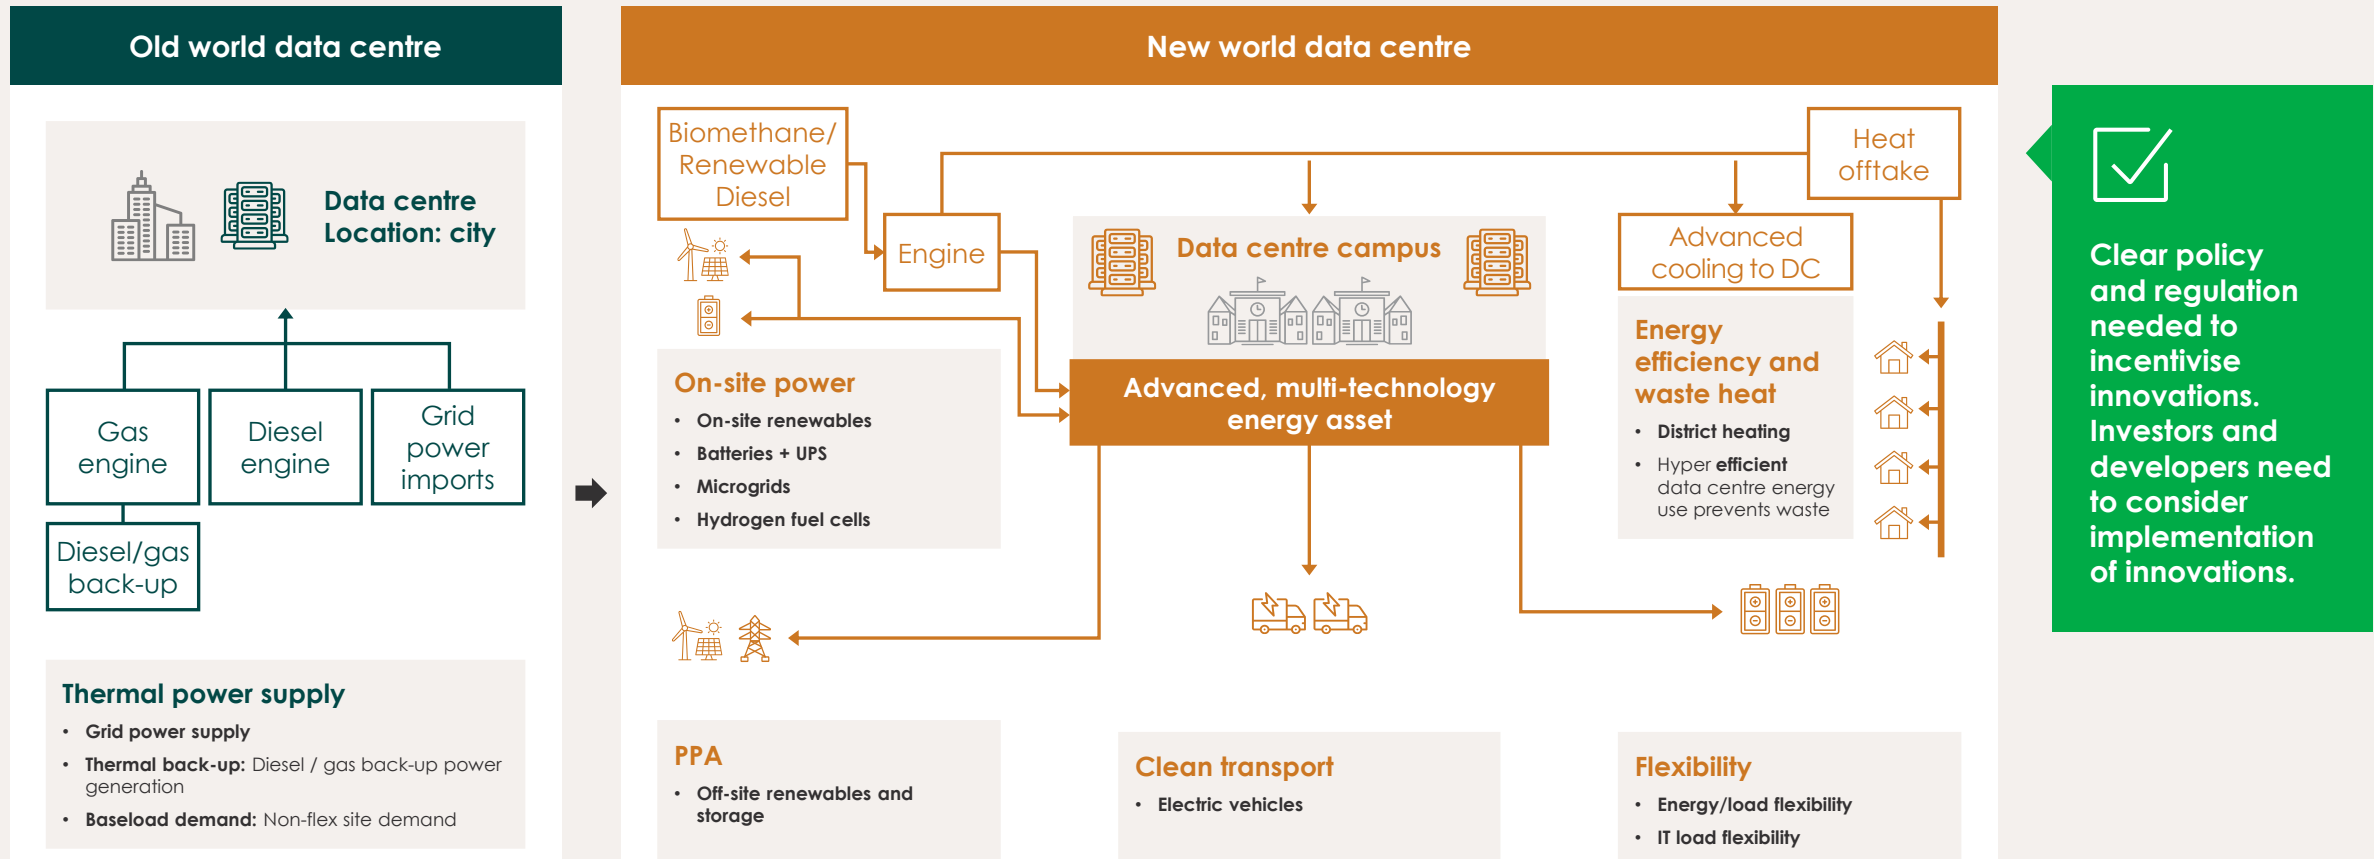 Old world data centre
Data centre
Location: city
Gas
engine
Diesel
engine
Grid
power
imports
Diesel/gas
back-up
Thermal power supply
• Grid power supply
• Thermal back-up: Diesel / gas back-up power
generation
• Baseload demand: Non-flex site demand
New world data centre
Biomethane/
Renewable
Diesel
Engine
Heat
offtake
Data centre campus
Advanced
cooling to DC
On-site power
• On-site renewables
• Batteries + UPS
• Microgrids
• Hydrogen fuel cells
Advanced, multi-technology
energy asset
Energy
efficiency and
waste heat
• District heating
• Hyper efficient
data centre energy
use prevents waste
PPA
• Off-site renewables and
storage
Clean transport
• Electric vehicles
Flexibility
• Energy/load flexibility
• IT load flexibility
Clear policy
and regulation
needed to
incentivise
innovations.
Investors and
developers need
to consider
implementation
of innovations.